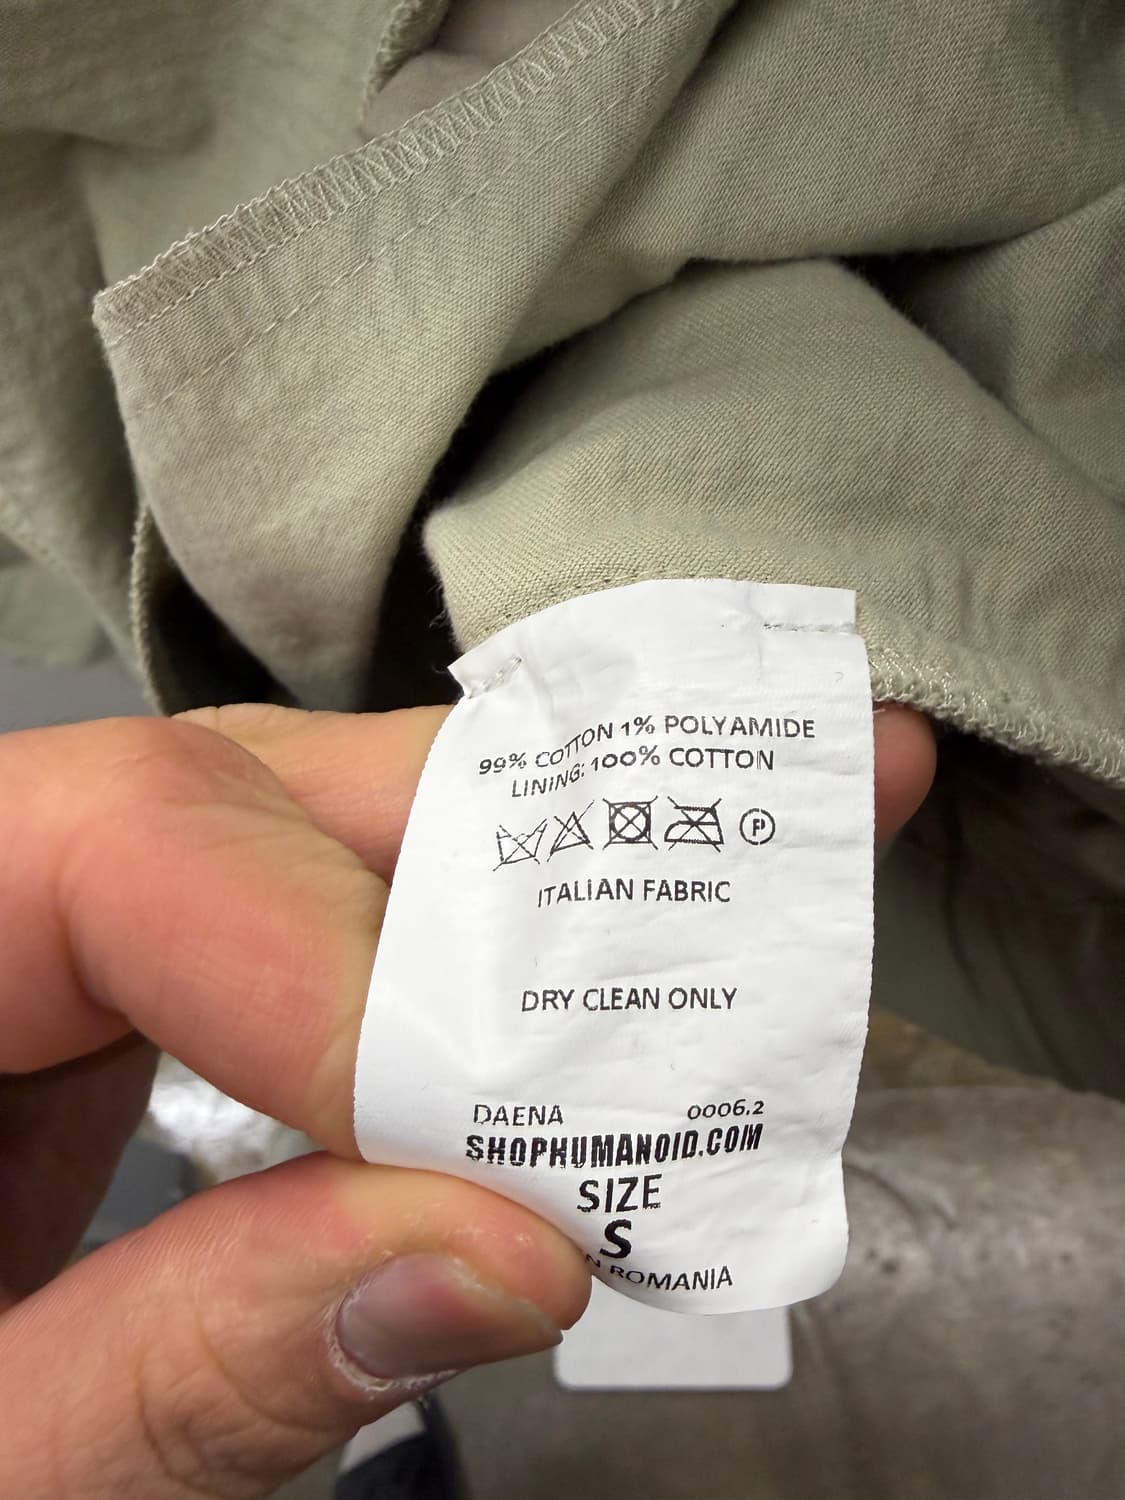 99% COTTON 1% POLYAMIDE
LINING: 100% COTTON
P
ITALIAN FABRIC
DRY CLEAN ONLY
DAENA 0006.2
SHOPHUMANOID.COM
SIZE
S
N ROMANIA